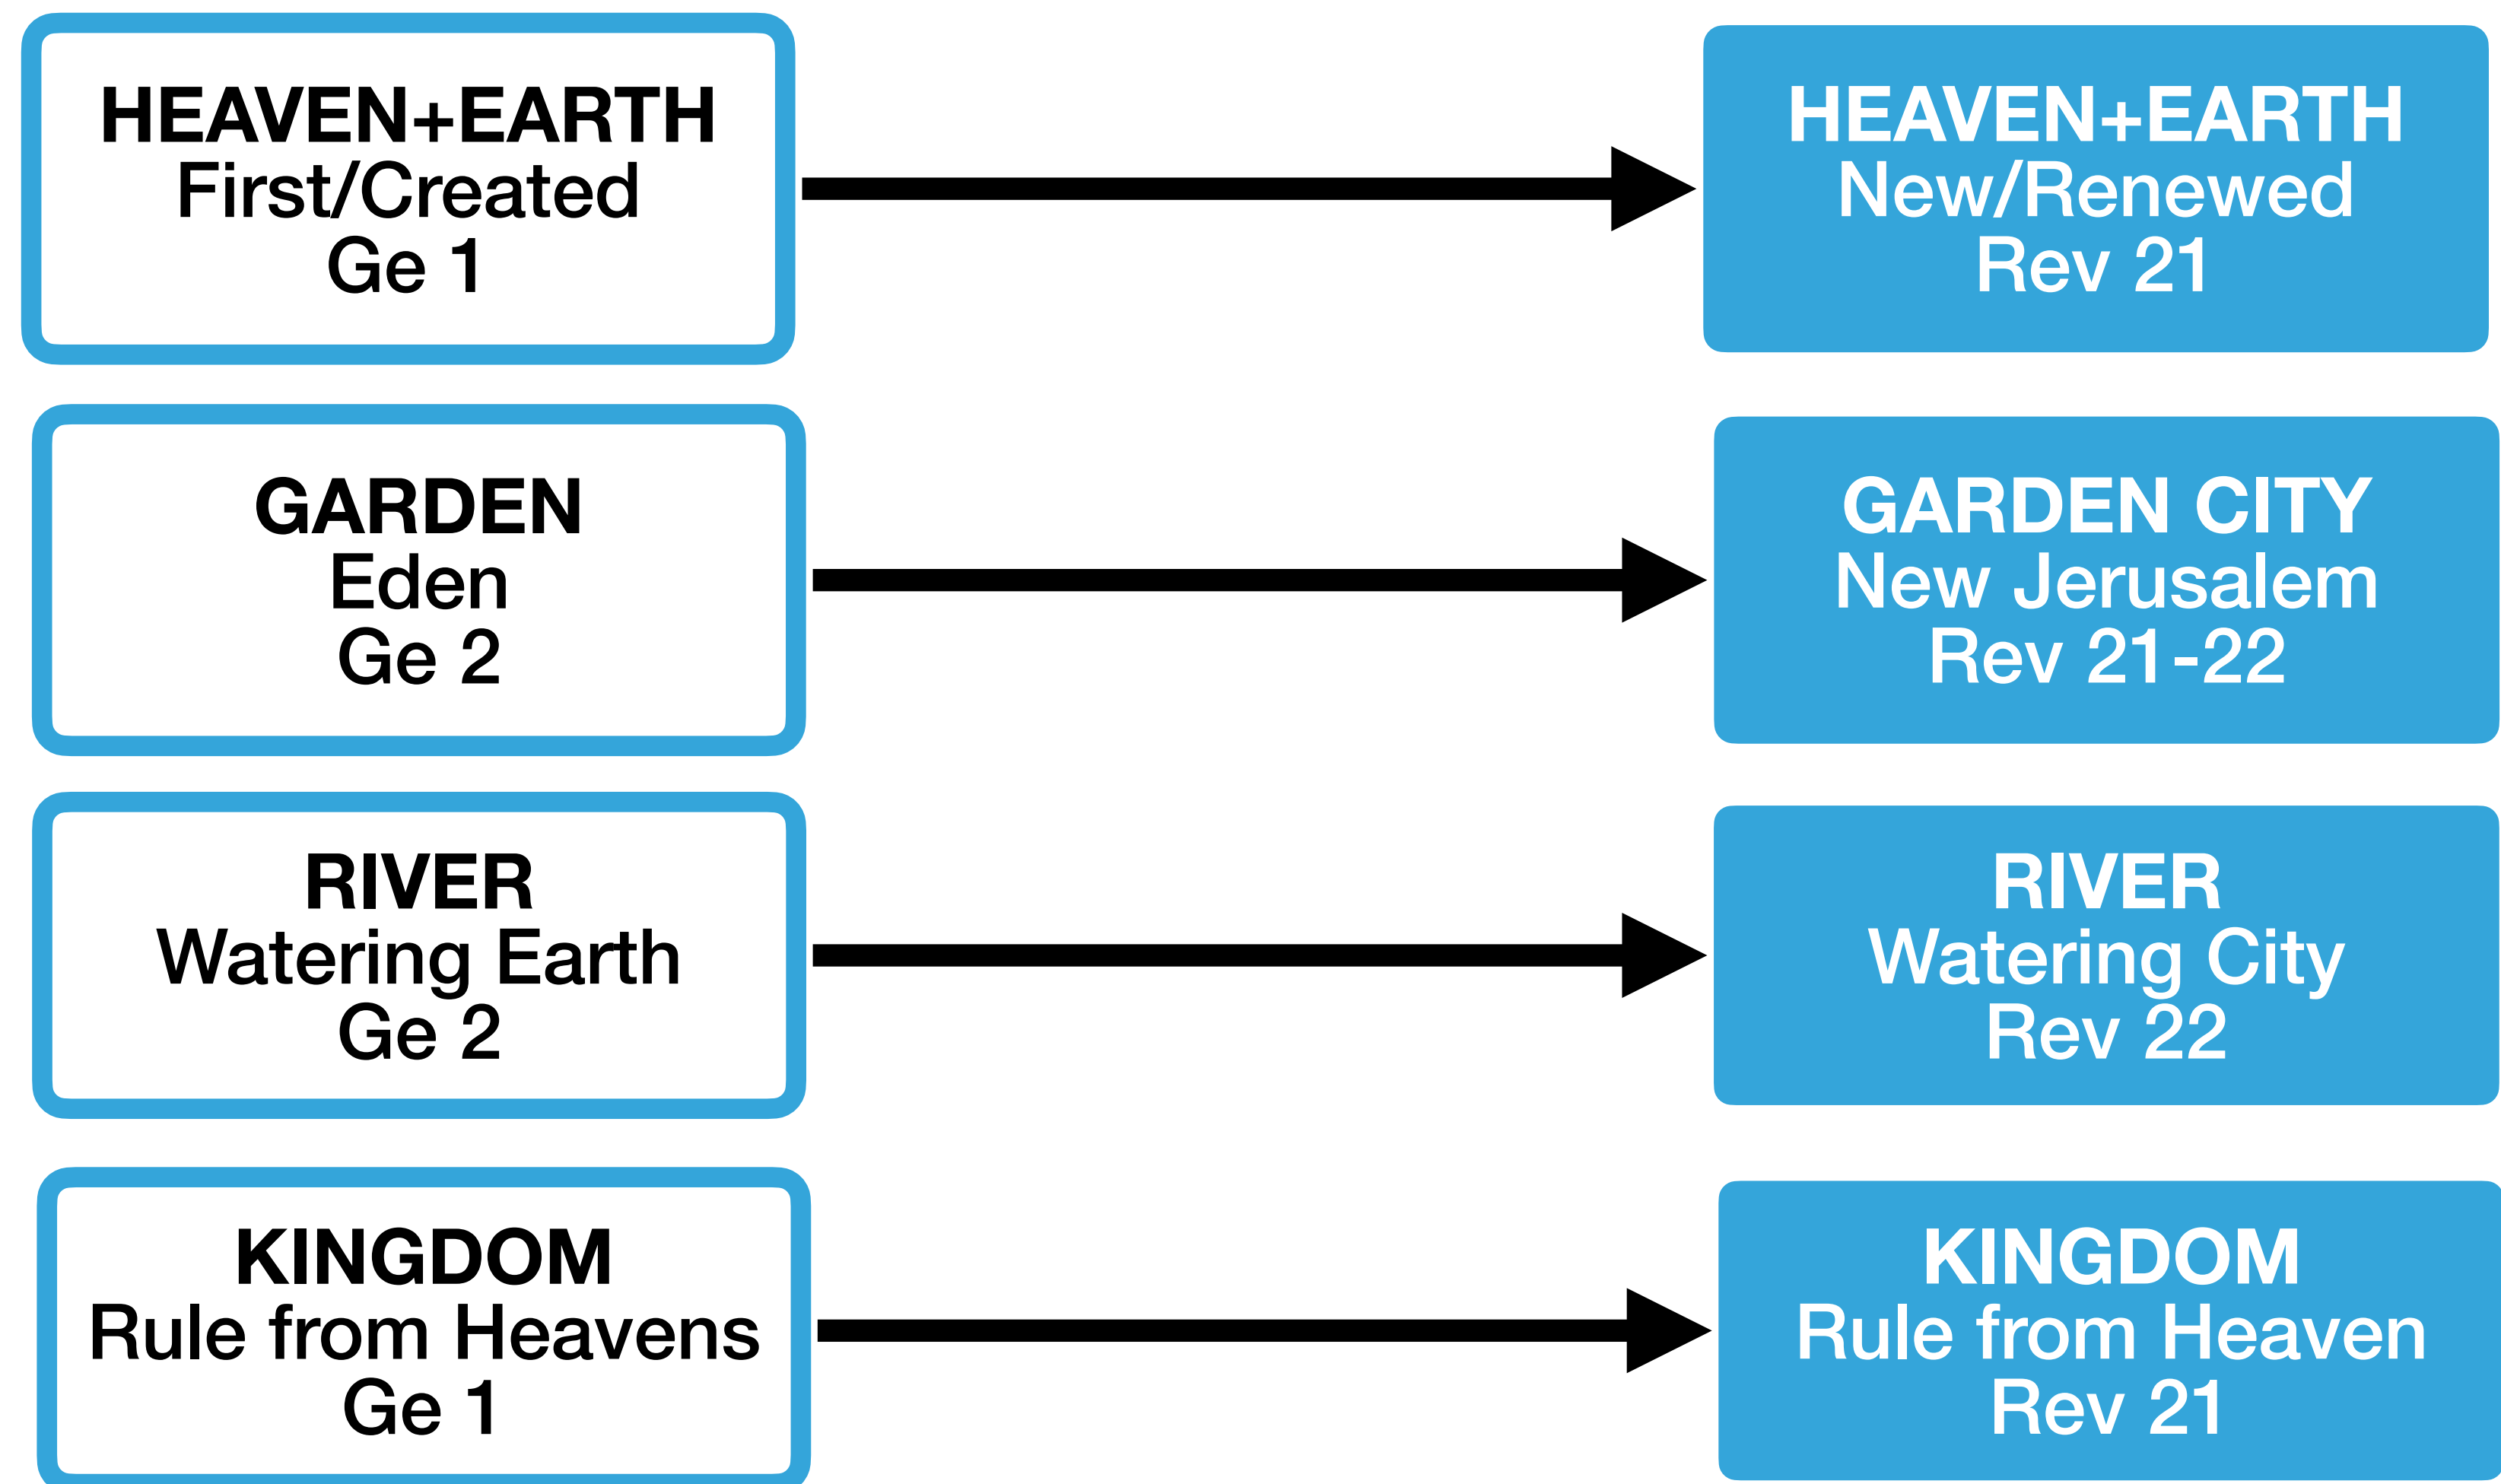 HEAVEN+EARTH
First/Created
Ge 1
HEAVEN+EARTH
New/Renewed
Rev 21
GARDEN
Eden
Ge 2
GARDEN CITY
New Jerusalem
Rev 21-22
RIVER
Watering Earth
Ge 2
RIVER
Watering City
Rev 22
KINGDOM
Rule from Heavens
Ge 1
KINGDOM
Rule from Heaven
Rev 21